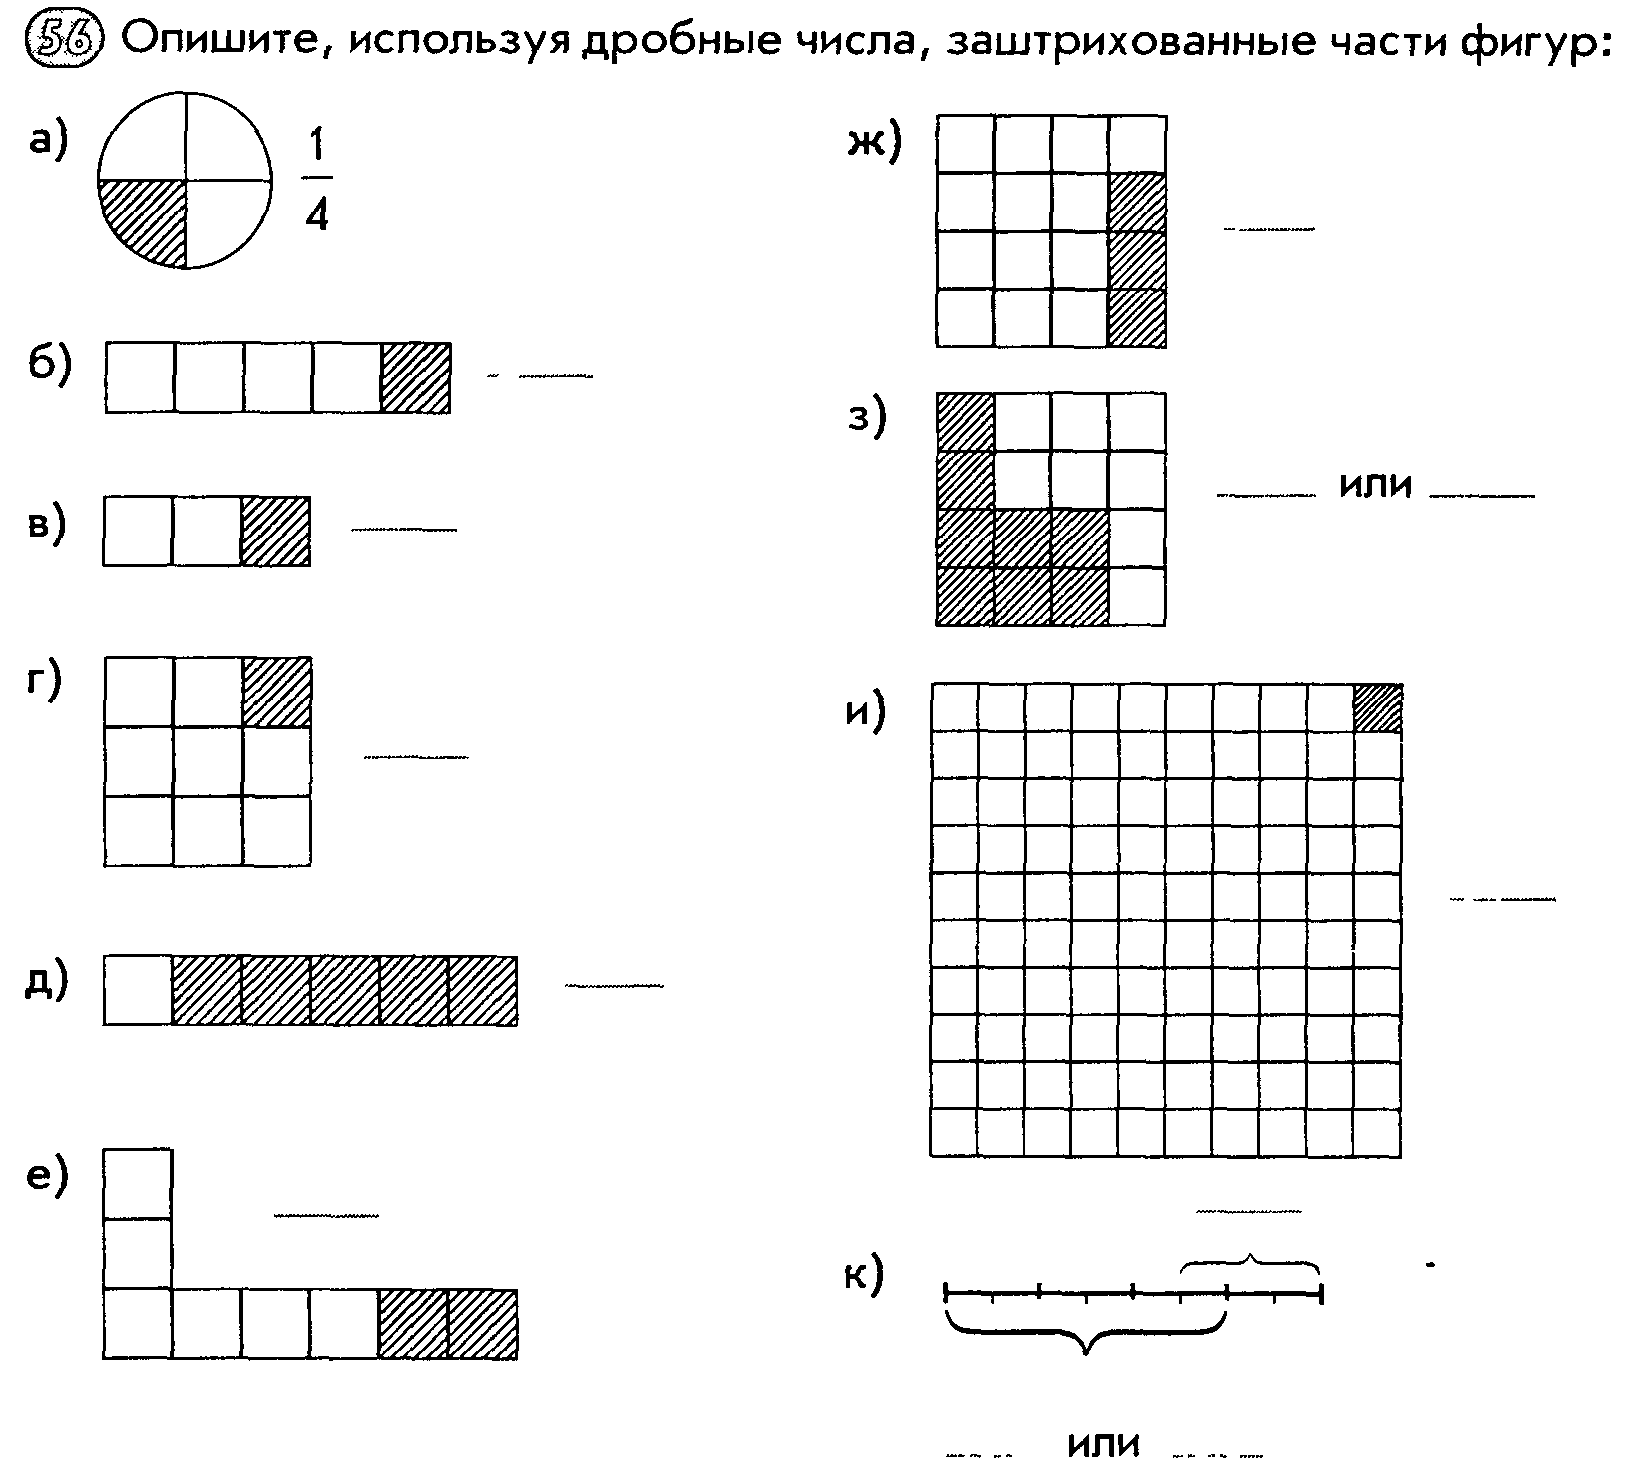 56 Опишите, используя дробные числа, заштрихованные части фигур:
а) 1/4
б)
в)
г)
д)
е)
ж)
з) или
и)
к)
или